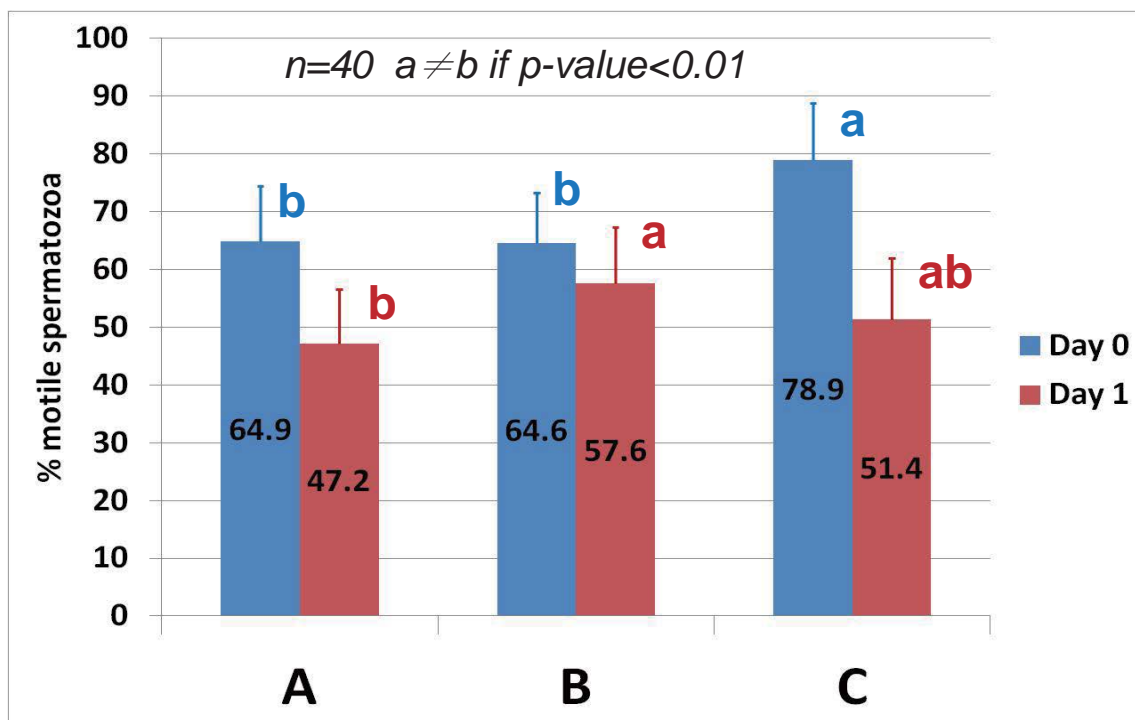 100
n=40 a≠b if p-value<0.01
90
80
70
60
50
40
30
20
10
0
% motile spermatozoa
b
b
b
a
a
ab
64.9
47.2
64.6
57.6
78.9
51.4
Day 0
Day 1
A
B
C